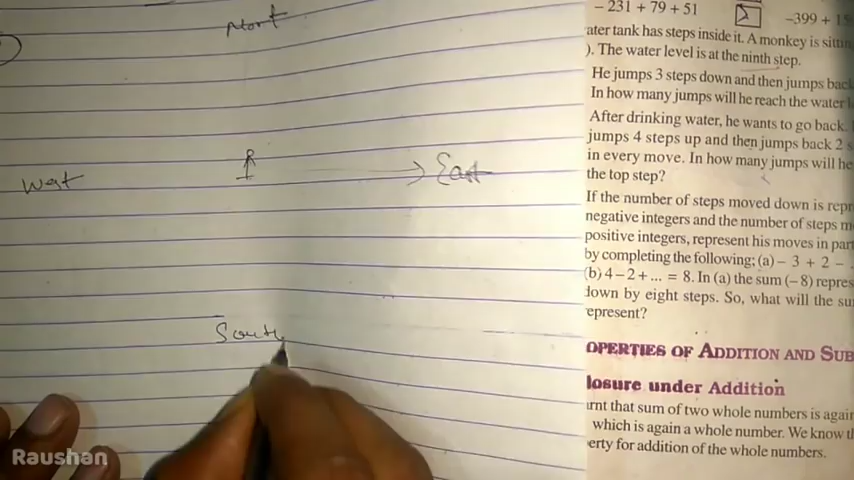 Nort
West
East
South
- 231 + 79 + 51
-399 + 15
ater tank has steps inside it. A monkey is sittin
). The water level is at the ninth step.
He jumps 3 steps down and then jumps back
In how many jumps will he reach the water
After drinking water, he wants to go back.
jumps 4 steps up and then jumps back 2 s
in every move. In how many jumps will he
the top step?
If the number of steps moved down is repr
negative integers and the number of steps m
positive integers, represent his moves in part
by completing the following; (a) – 3 + 2 –
(b) 4 – 2 + ... = 8. In (a) the sum (– 8) repres
down by eight steps. So, what will the su
epresent?
OPERTIES OF ADDITION AND SUB
losure under Addition
arnt that sum of two whole numbers is again
which is again a whole number. We know th
erty for addition of the whole numbers.
Raushan